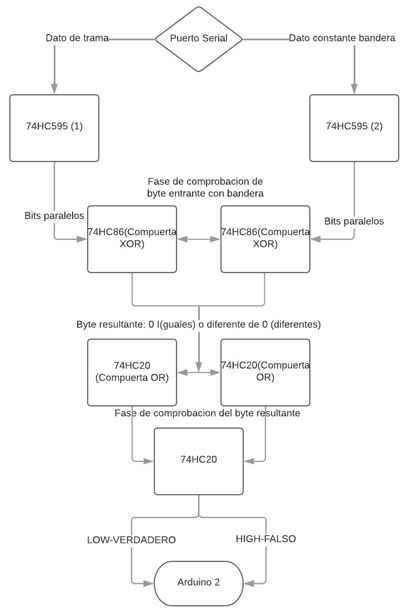 Puerto Serial
Dato de trama
Dato constante bandera
74HC595 (1)
74HC595 (2)
Fase de comprobacion de
byte entrante con bandera
Bits paralelos
Bits paralelos
74HC86(Compuerta
XOR)
74HC86(Compuerta
XOR)
Byte resultante: 0 I(guales) o diferente de 0 (diferentes)
74HC20
(Compuerta OR)
74HC20(Compuerta
OR)
Fase de comprobacion del byte resultante
74HC20
LOW-VERDADERO
HIGH-FALSO
Arduino 2